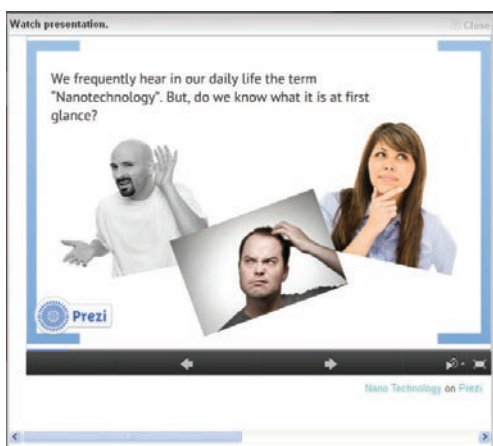 Watch presentation.
Close
We frequently hear in our daily life the term
"Nanotechnology". But, do we know what it is at first
glance?
Prezi
Nano Technology on Prezi